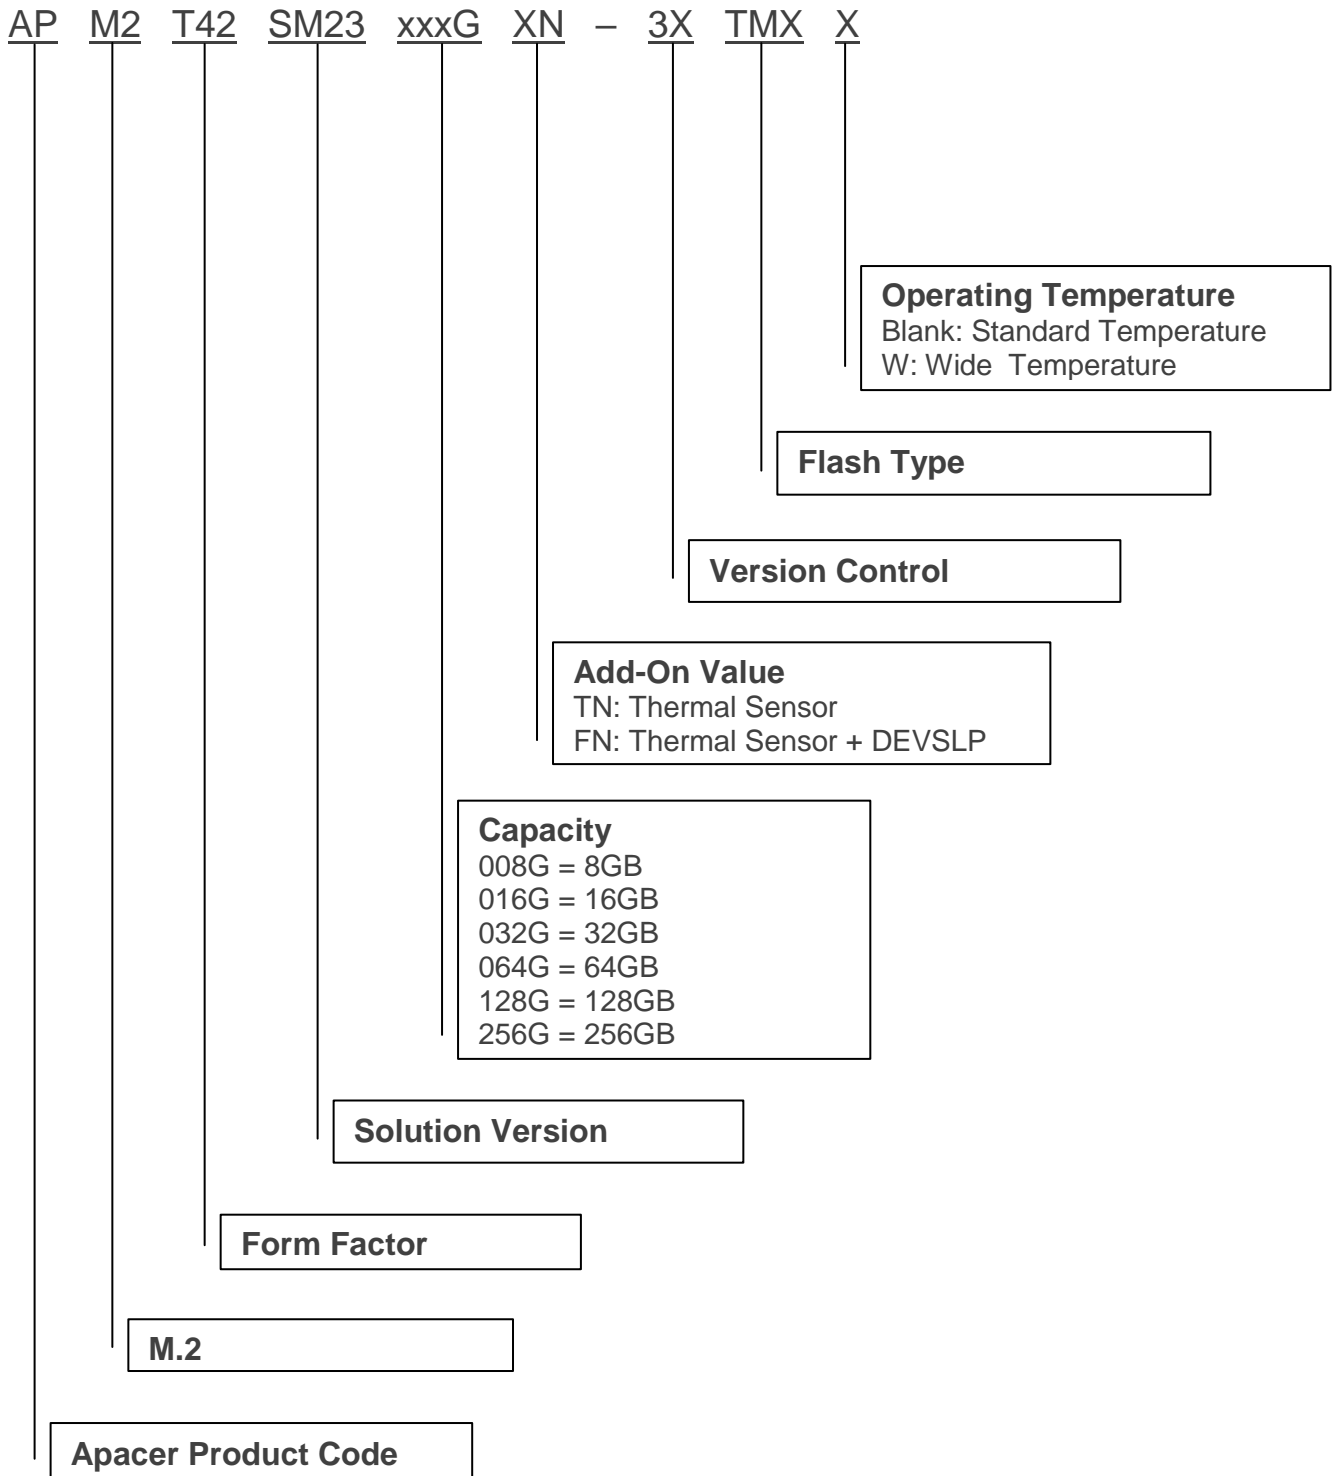 AP M2 T42 SM23 xxxG XN – 3X TMX X
Operating Temperature
Blank: Standard Temperature
W: Wide  Temperature
Flash Type
Version Control
Add-On Value
TN: Thermal Sensor
FN: Thermal Sensor + DEVSLP
Capacity
008G = 8GB
016G = 16GB
032G = 32GB
064G = 64GB
128G = 128GB
256G = 256GB
Solution Version
Form Factor
M.2
Apacer Product Code